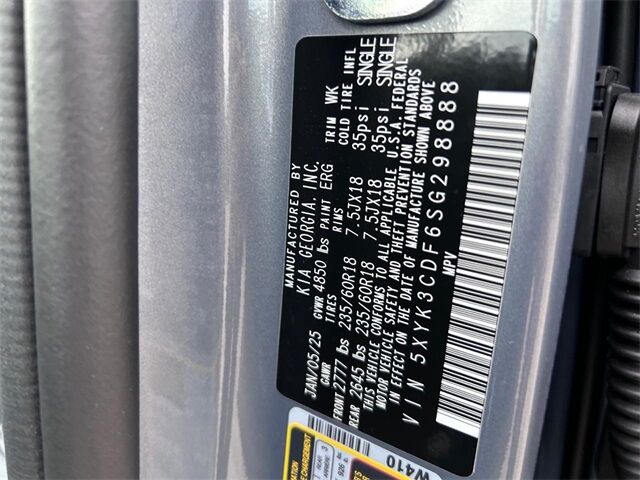 MANUFACTURED BY
KIA GEORGIA, INC.
JAN/05/25 GVWR 4850 lbs PAINT ERG TRIM WK
GAWR TIRES RIMS COLD TIRE INFL
FRONT 2777 lbs 235/60R18 7.5JX18 35psi SINGLE
REAR 2645 lbs 235/60R18 7.5JX18 35psi SINGLE
THIS VEHICLE CONFORMS TO ALL APPLICABLE U.S.A. FEDERAL
MOTOR VEHICLE SAFETY AND THEFT PREVENTION STANDARDS
IN EFFECT ON THE DATE OF MANUFACTURE SHOWN ABOVE
VIN 5XYK3CDF6SG298888
MPV
W410
REAR
ARRIERE 3